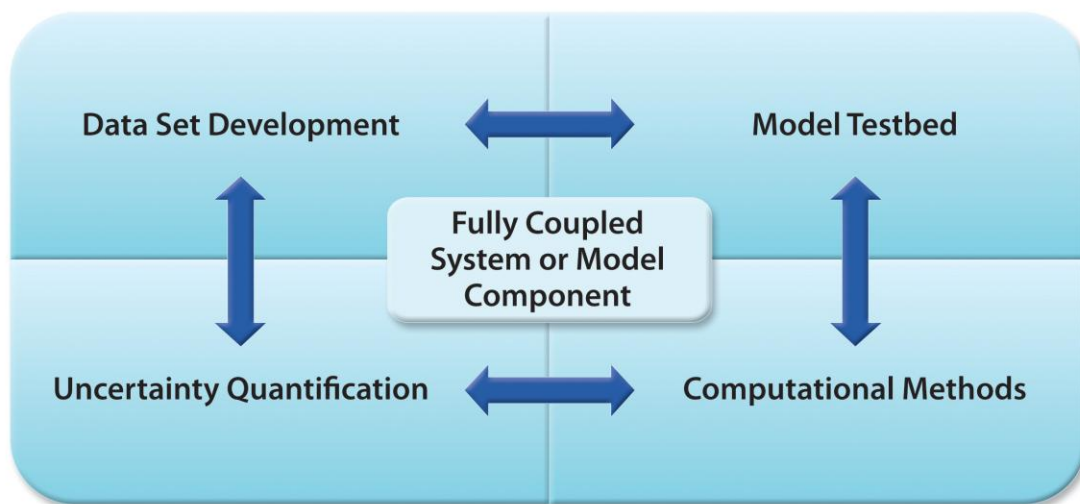 Data Set Development
Model Testbed
Fully Coupled
System or Model
Component
Uncertainty Quantification
Computational Methods